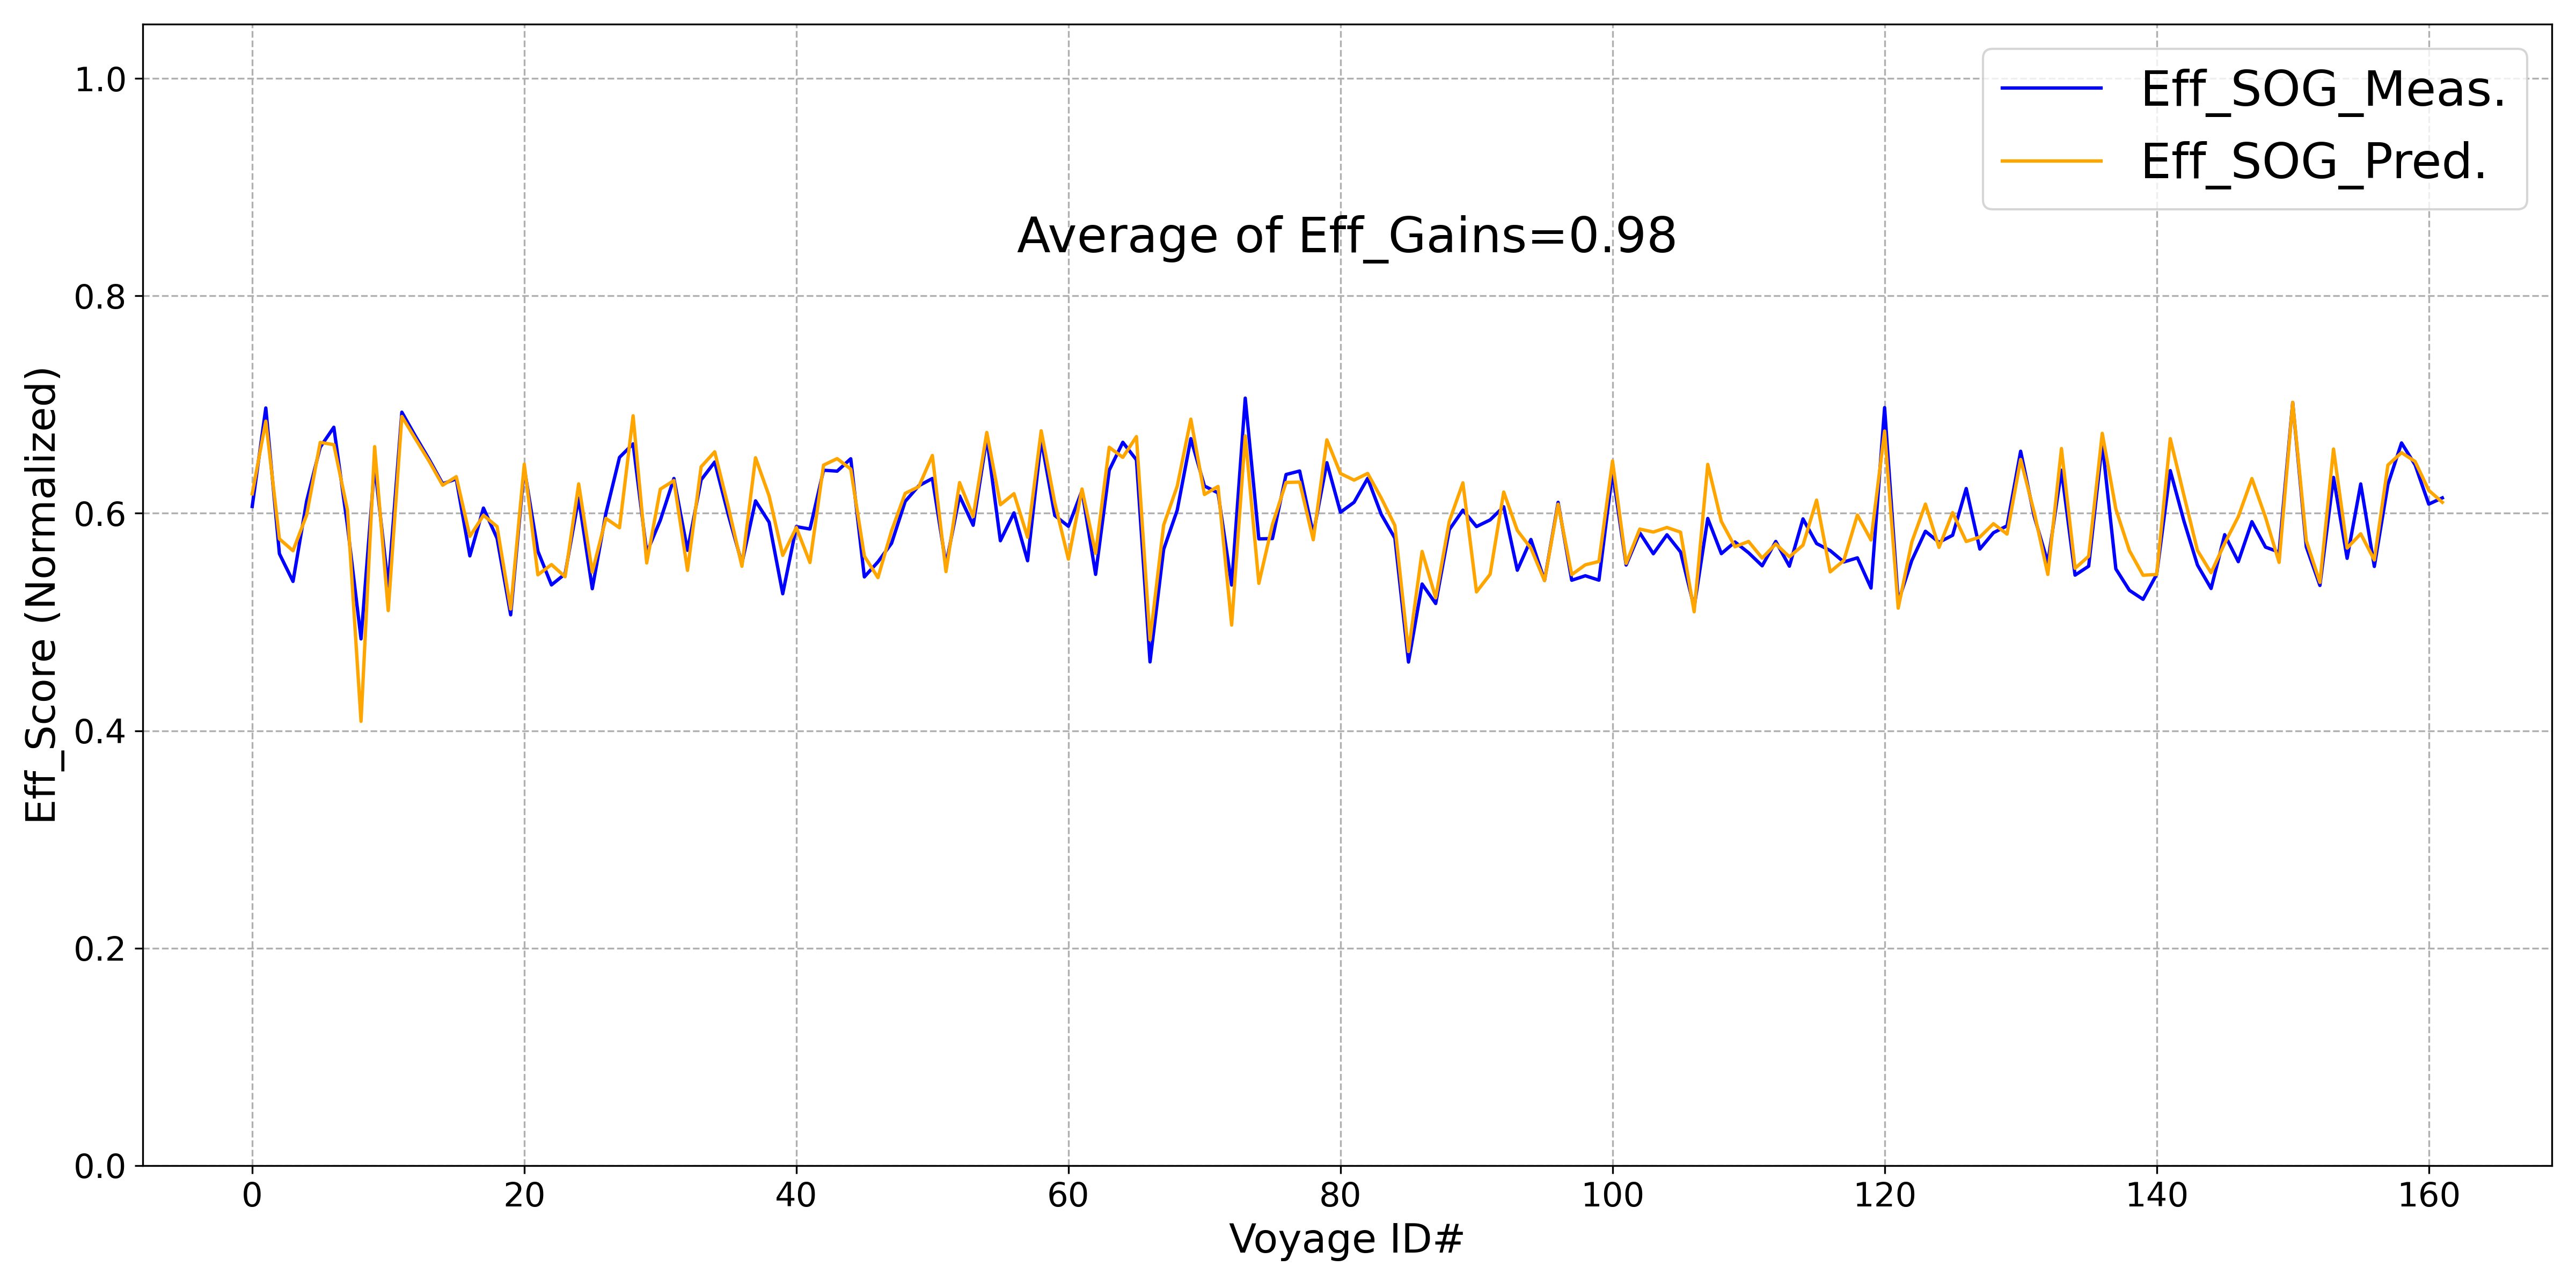 Eff_SOG_Meas.
Eff_SOG_Pred.
Average of Eff_Gains=0.98
Eff_Score (Normalized)
1.0
0.8
0.6
0.4
0.2
0.0
0 20 40 60 80 100 120 140 160
Voyage ID#